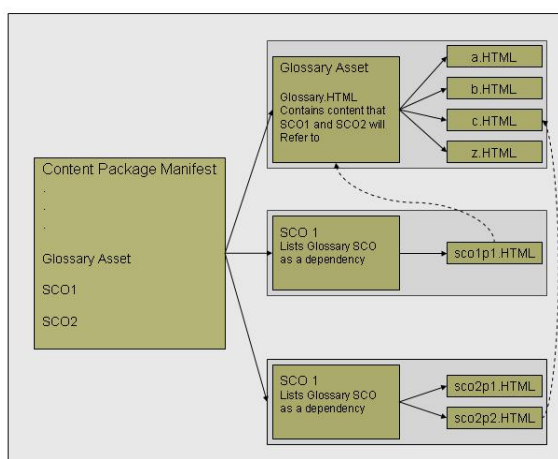 Content Package Manifest
.
.
.
Glossary Asset
SCO1
SCO2
Glossary Asset
Glossary.HTML
Contains content that
SCO1 and SCO2 will
Refer to
a.HTML
b.HTML
c.HTML
z.HTML
SCO 1
Lists Glossary SCO
as a dependency
sco1p1.HTML
SCO 1
Lists Glossary SCO
as a dependency
sco2p1.HTML
sco2p2.HTML